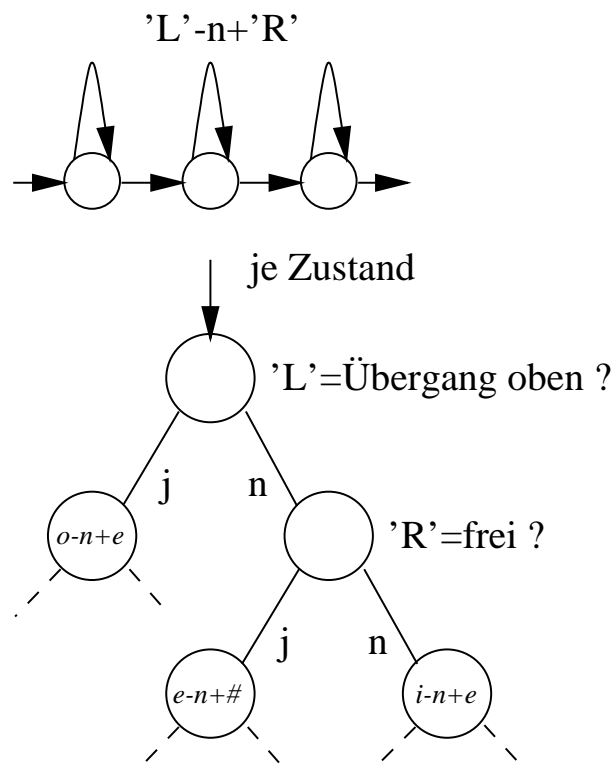 ’L’-n+’R’
je Zustand
’L’=Übergang oben ?
j n
o-n+e
’R’=frei ?
j n
e-n+#
i-n+e